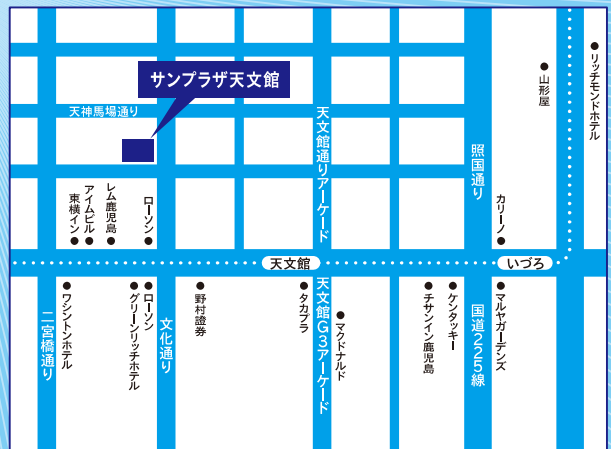 サンプラザ天文館
天神馬場通り
リッチモンドホテル
山形屋
天文館通りアーケード
照国通り
カリーノ
ローソン
レム鹿児島
アイムビル
東横イン
天文館
いづろ
マルヤガーデンズ
国道225線
ケンタッキー
チサンイン鹿児島
マクドナルド
天文館G3アーケード
タカプラ
野村證券
文化通り
ローソン
グリーンリッチホテル
ワシントンホテル
二宮橋通り